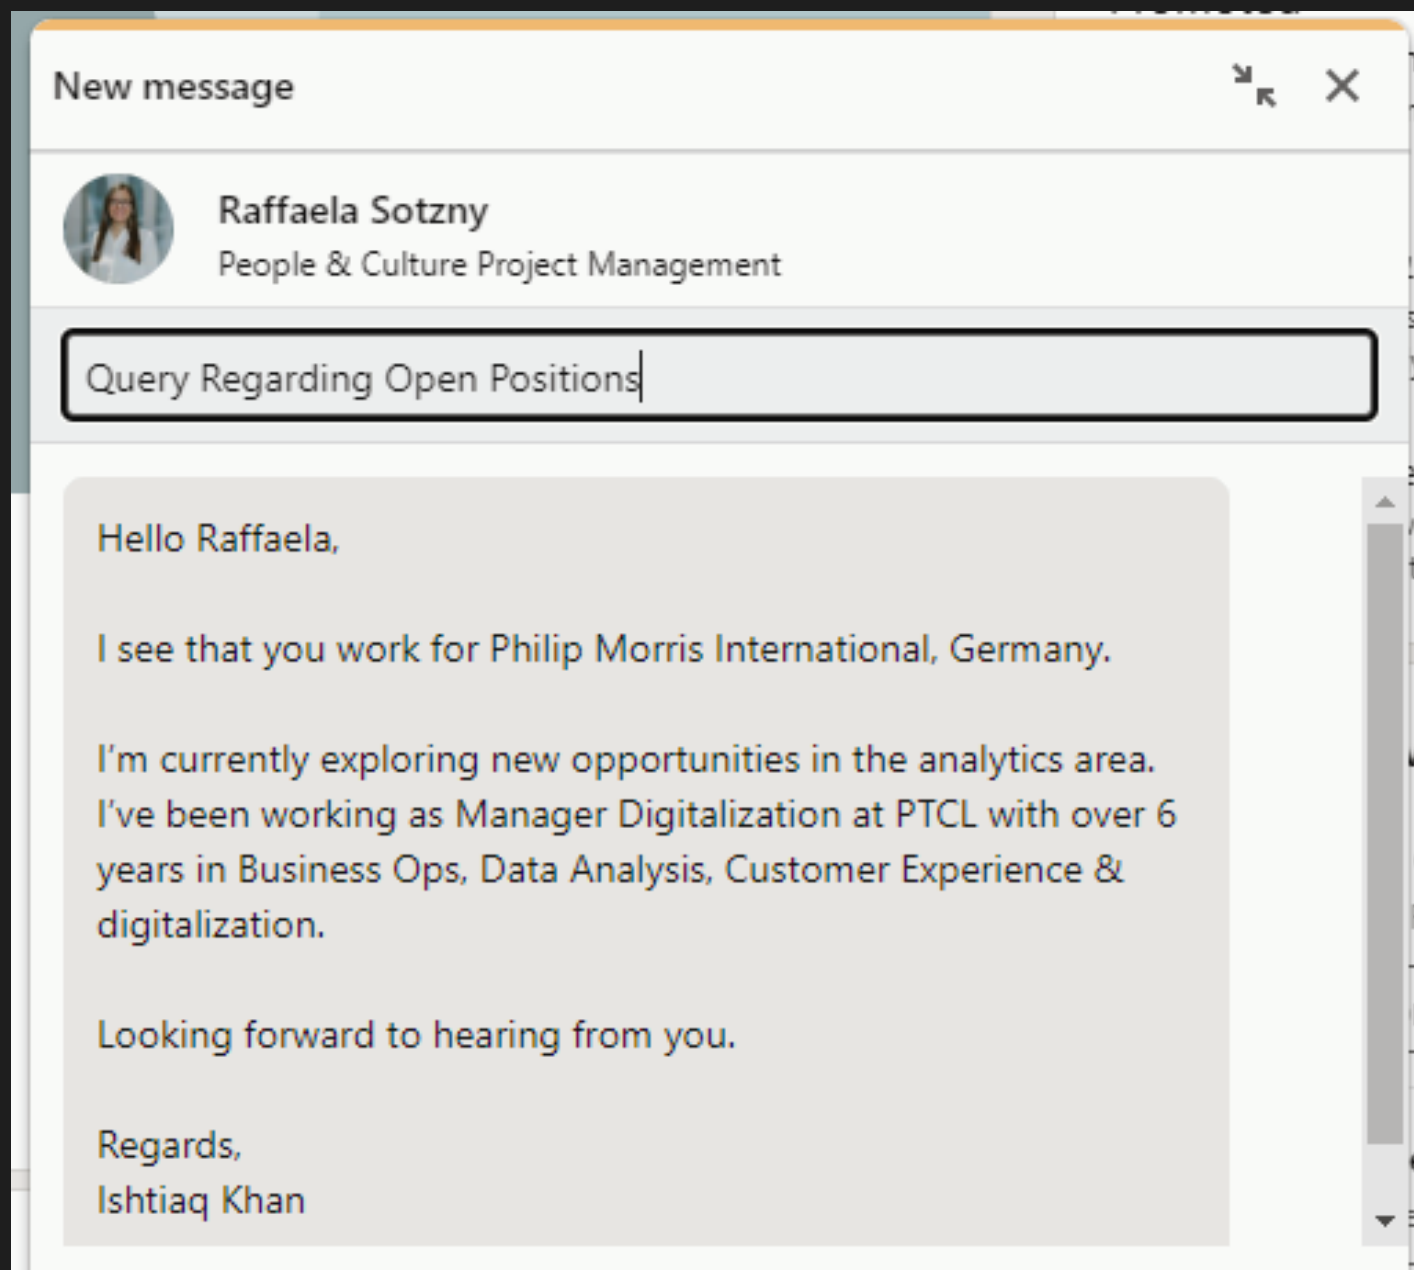 New message
Raffaela Sotzny
People & Culture Project Management
Query Regarding Open Positions
Hello Raffaela,
I see that you work for Philip Morris International, Germany.
I'm currently exploring new opportunities in the analytics area.
I've been working as Manager Digitalization at PTCL with over 6
years in Business Ops, Data Analysis, Customer Experience &
digitalization.
Looking forward to hearing from you.
Regards,
Ishtiaq Khan